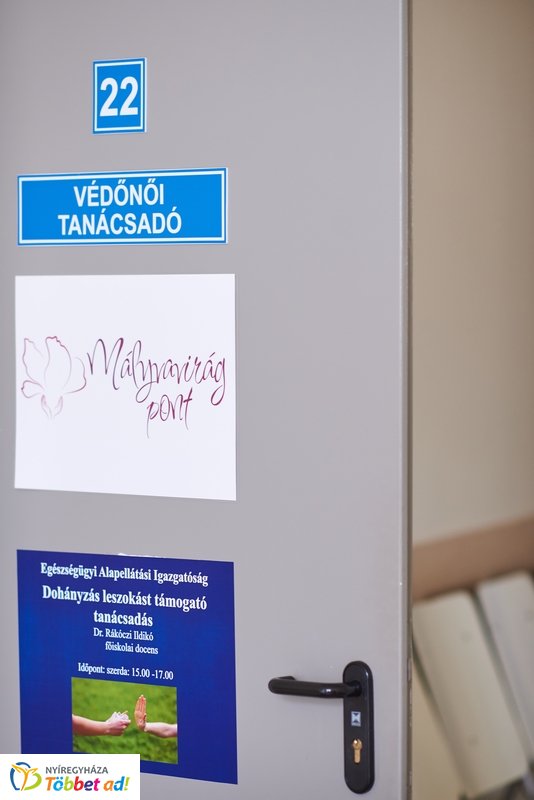 22
VÉDŐNŐI
TANÁCSADÓ
Mályvavirág
pont
Egészségügyi Alapellátási Igazgatóság
Dohányzás leszokást támogató
tanácsadás
Dr. Rákóczi Ildikó
főiskolai docens
Időpont: szerda: 15.00 -17.00
NYÍREGYHÁZA
Többet ad!